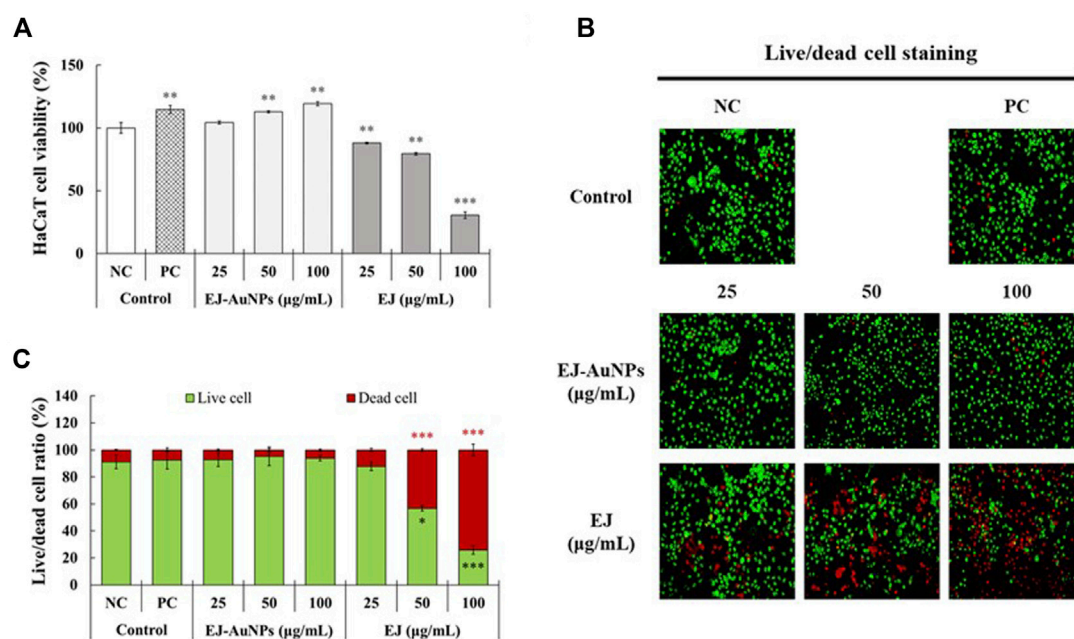 A
HaCaT cell viability (%)
150
100
50
0
**
**
**
**
**
***
NC PC 25 50 100 25 50 100
Control EJ-AuNPs (µg/mL) EJ (µg/mL)
B
Live/dead cell staining
NC PC
Control
25 50 100
EJ-AuNPs
(µg/mL)
EJ
(µg/mL)
C
Live/dead cell ratio (%)
140
120
100
80
60
40
20
0
Live cell Dead cell
*** ***
*
***
NC PC 25 50 100 25 50 100
Control EJ-AuNPs (µg/mL) EJ (µg/mL)